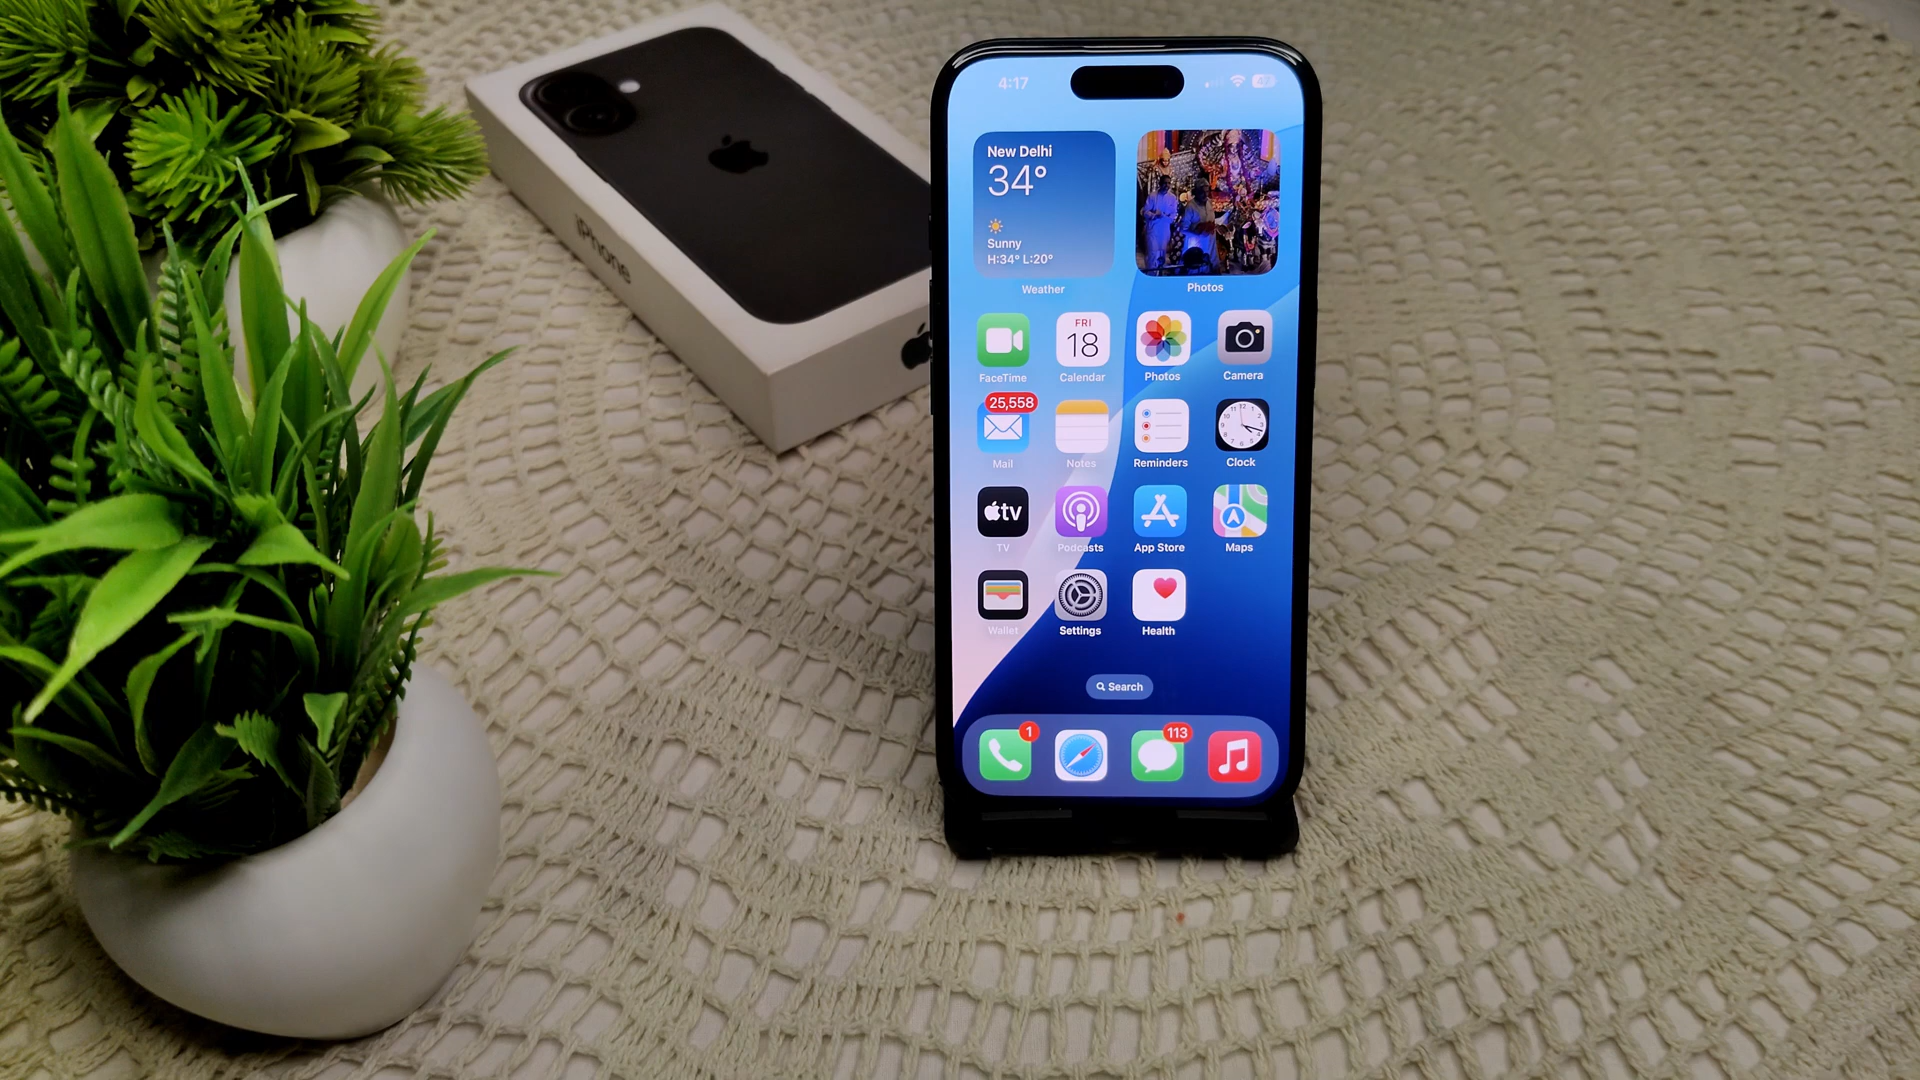 iPhone
4:17
47
New Delhi
34°
Sunny
H:34° L:20°
Weather
Photos
FRI
18
FaceTime
Calendar
Photos
Camera
25,558
Mail
Notes
Reminders
Clock
tv
TV
Podcasts
App Store
Maps
Wallet
Settings
Health
Search
1
113